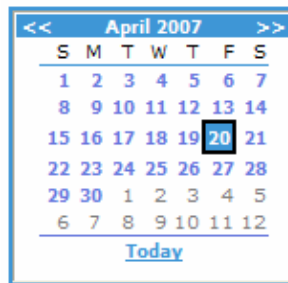 << April 2007 >>
S M T W T F S
1 2 3 4 5 6 7
8 9 10 11 12 13 14
15 16 17 18 19 20 21
22 23 24 25 26 27 28
29 30 1 2 3 4 5
6 7 8 9 10 11 12
Today